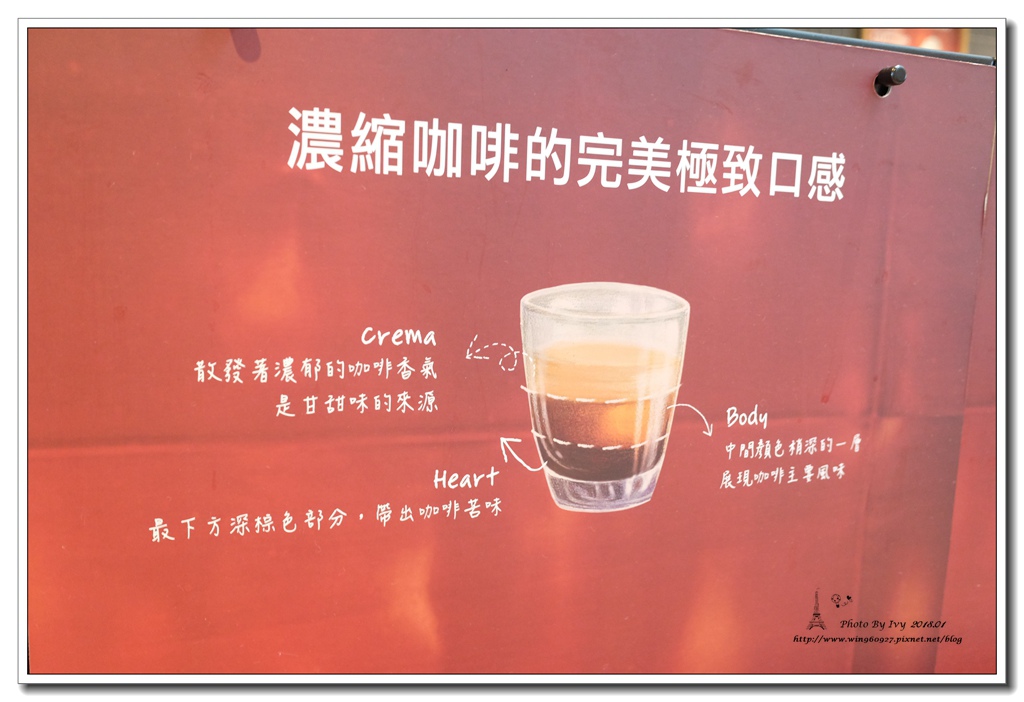 濃縮咖啡的完美極致口感
Crema
散發著濃郁的咖啡香氣
是甘甜味的來源
Body
中間顏色稍深的一層
展現咖啡主要風味
Heart
最下方深棕色部分，帶出咖啡苦味
Photo By Ivy 2018.01
http://www.win960927.pixnet.net/blog